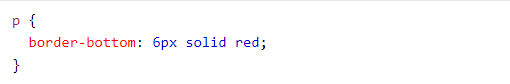 p {
  border-bottom: 6px solid red;
}